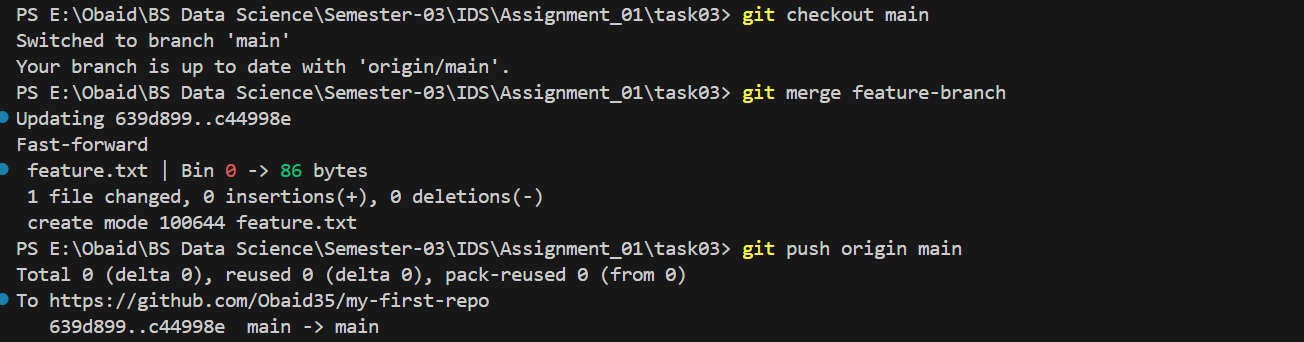 PS E:\Obaid\BS Data Science\Semester-03\IDS\Assignment_01\task03> git checkout main
Switched to branch 'main'
Your branch is up to date with 'origin/main'.
PS E:\Obaid\BS Data Science\Semester-03\IDS\Assignment_01\task03> git merge feature-branch
Updating 639d899..c44998e
Fast-forward
 feature.txt | Bin 0 -> 86 bytes
 1 file changed, 0 insertions(+), 0 deletions(-)
 create mode 100644 feature.txt
PS E:\Obaid\BS Data Science\Semester-03\IDS\Assignment_01\task03> git push origin main
Total 0 (delta 0), reused 0 (delta 0), pack-reused 0 (from 0)
To https://github.com/Obaid35/my-first-repo
   639d899..c44998e  main -> main